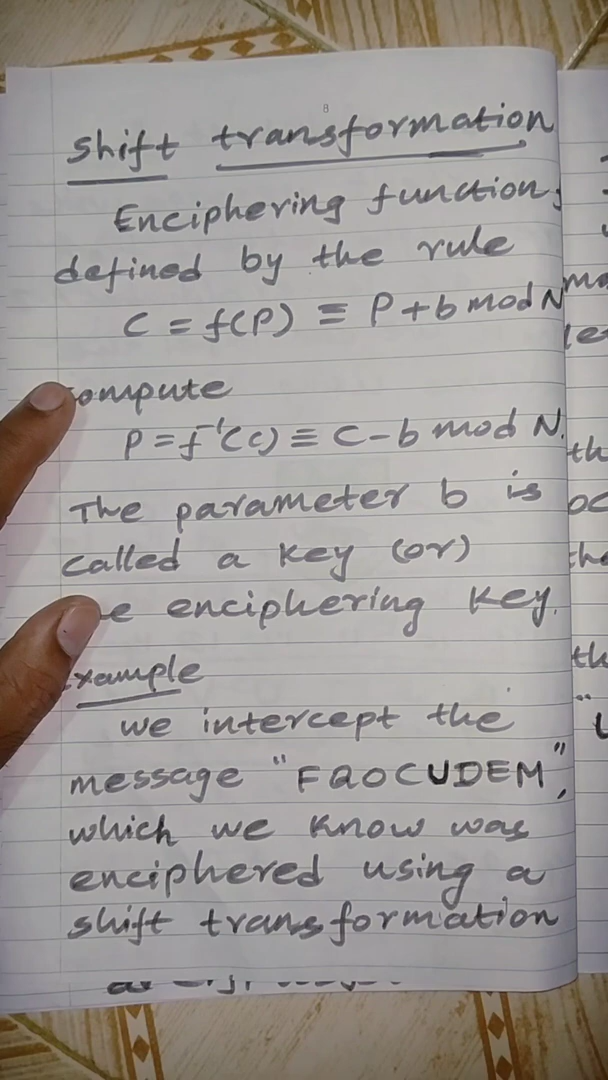 8
Shift transformation
Enciphering function,
defined by the rule
C = f(P) ≡ P+b mod N
ompute
P = f⁻¹(C) ≡ C-b mod N.
The parameter b is
called a key (or)
e enciphering key.
xample
we intercept the
message "FQOCUDEM",
which we know was
enciphered using a
shift transformation